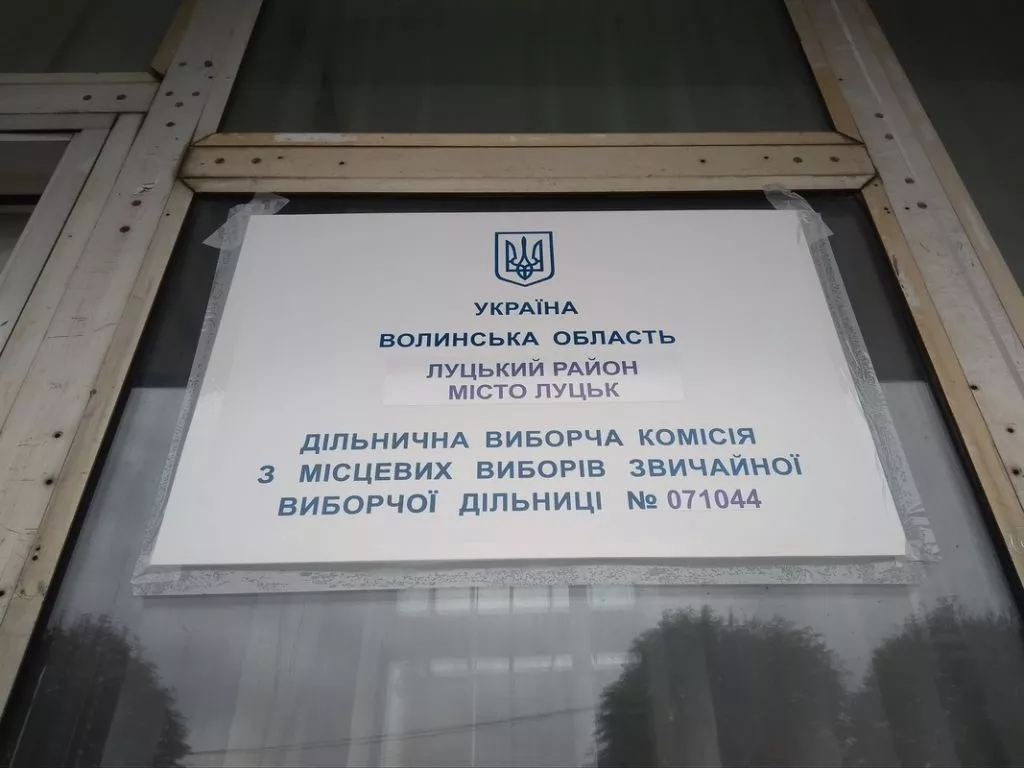 УКРАЇНА
ВОЛИНСЬКА ОБЛАСТЬ
ЛУЦЬКИЙ РАЙОН
МІСТО ЛУЦЬК
ДІЛЬНИЧНА ВИБОРЧА КОМІСІЯ
З МІСЦЕВИХ ВИБОРІВ ЗВИЧАЙНОЇ
ВИБОРЧОЇ ДІЛЬНИЦІ № 071044